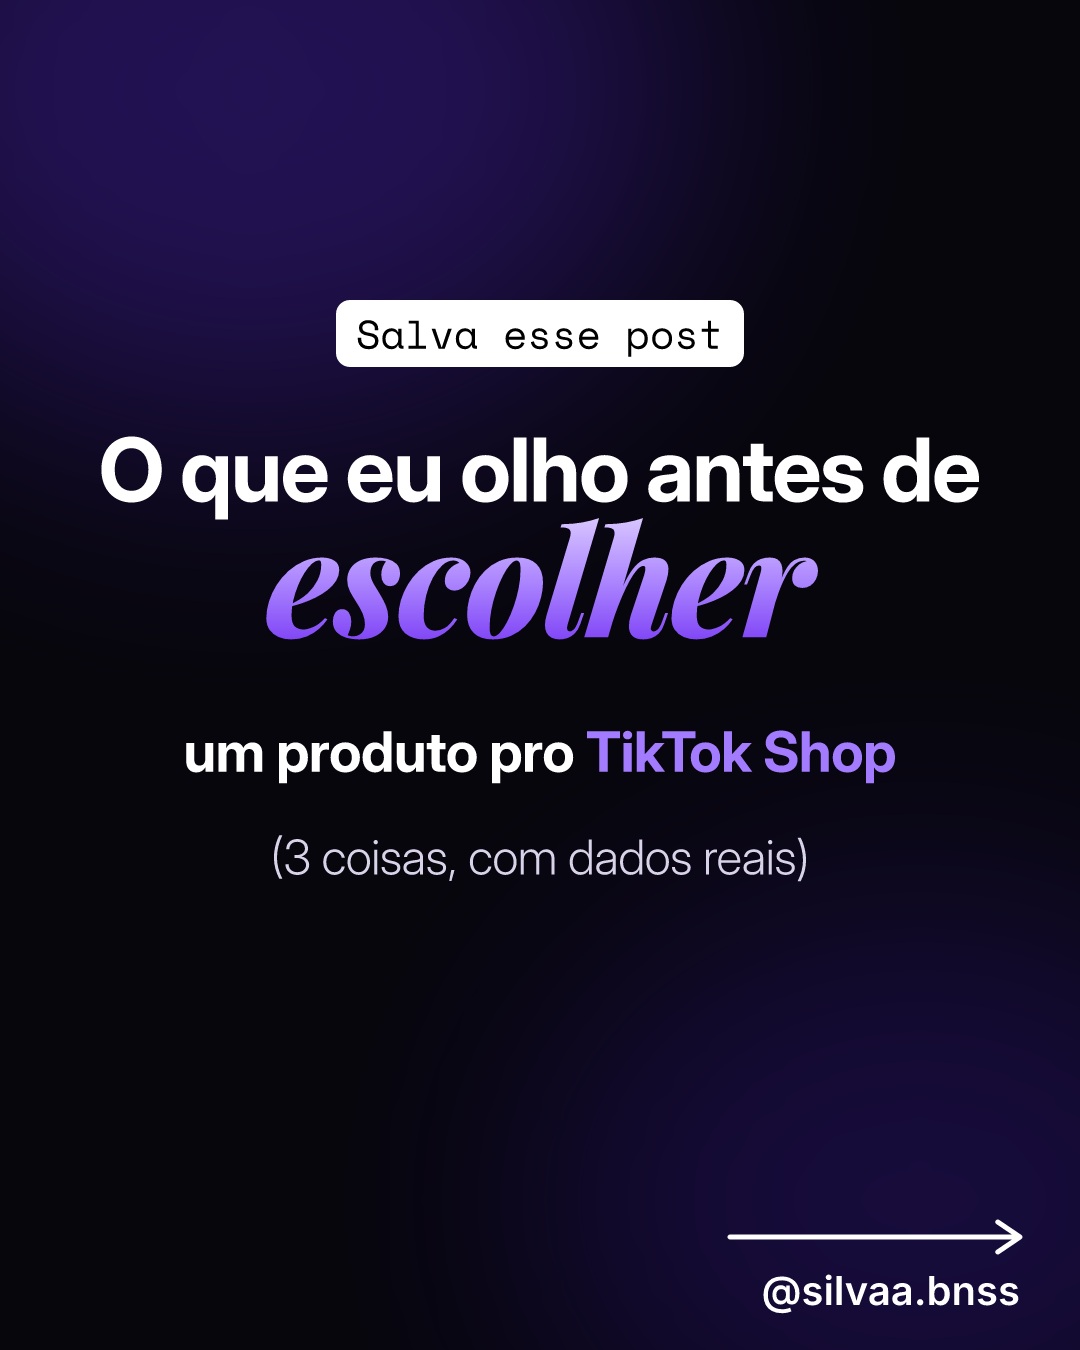 Salva esse post
O que eu olho antes de
escolher
um produto pro TikTok Shop
(3 coisas, com dados reais)
@silvaa.bnss